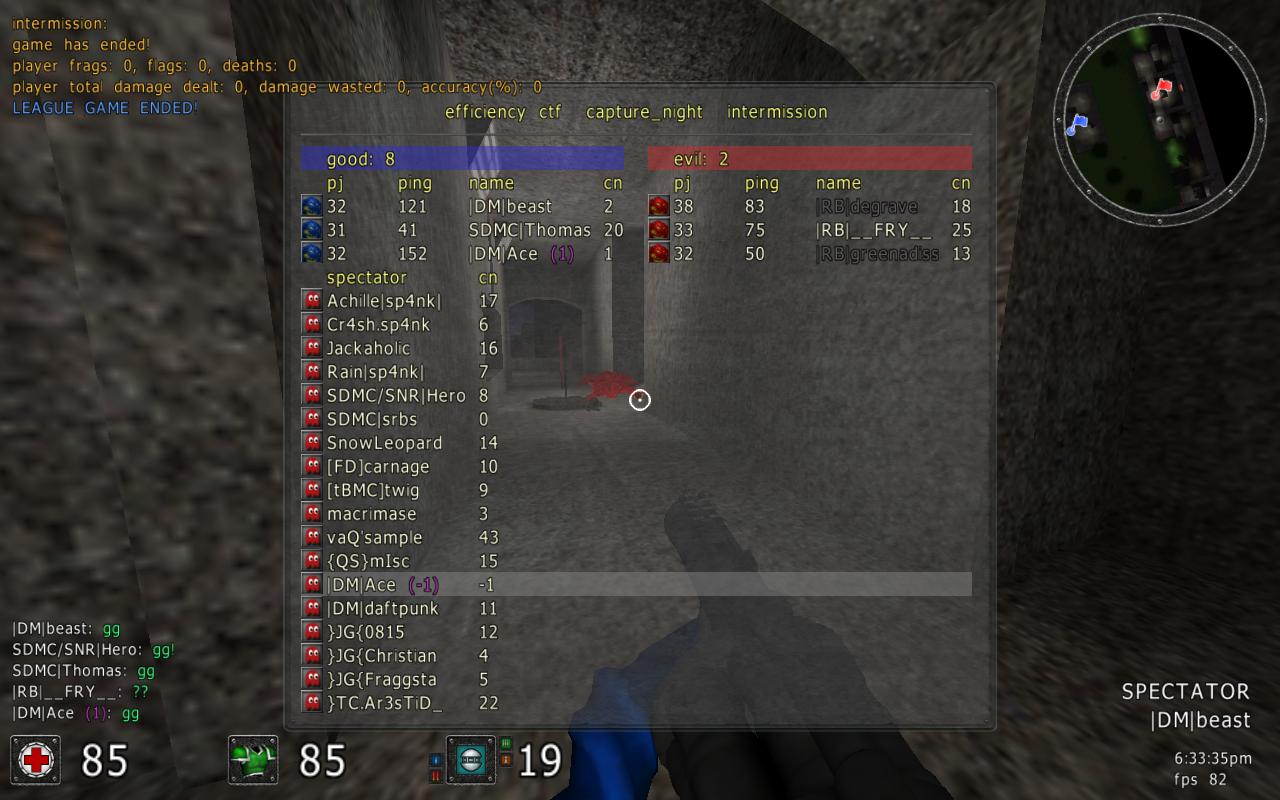 intermission:
game has ended!
player frags: 0, flags: 0, deaths: 0
player total damage dealt: 0, damage wasted: 0, accuracy(%): 0
LEAGUE GAME ENDED!
efficiency ctf capture_night intermission
good: 8 evil: 2
pj ping name cn pj ping name cn
32 121 |DM|beast 2 38 83 |RB|degrave 18
31 41 SDMC|Thomas 20 33 75 |RB|__FRY__ 25
32 152 |DM|Ace (1) 1 32 50 |RB|greenadiss 13
spectator cn
Achille|sp4nk| 17
Cr4sh.sp4nk 6
Jackaholic 16
Rain|sp4nk| 7
SDMC/SNR|Hero 8
SDMC|srbs 0
SnowLeopard 14
[FD]carnage 10
[tBMC]twig 9
macrimase 3
vaQ'sample 43
{QS}mIsc 15
|DM|Ace (-1) -1
|DM|daftpunk 11
}JG{0815 12
}JG{Christian 4
}JG{Fraggsta 5
}TC.Ar3sTiD_ 22
|DM|beast: gg
SDMC/SNR|Hero: gg!
SDMC|Thomas: gg
|RB|__FRY__: ??
|DM|Ace (1): gg
85 85 19
SPECTATOR
|DM|beast
6:33:35pm
fps 82